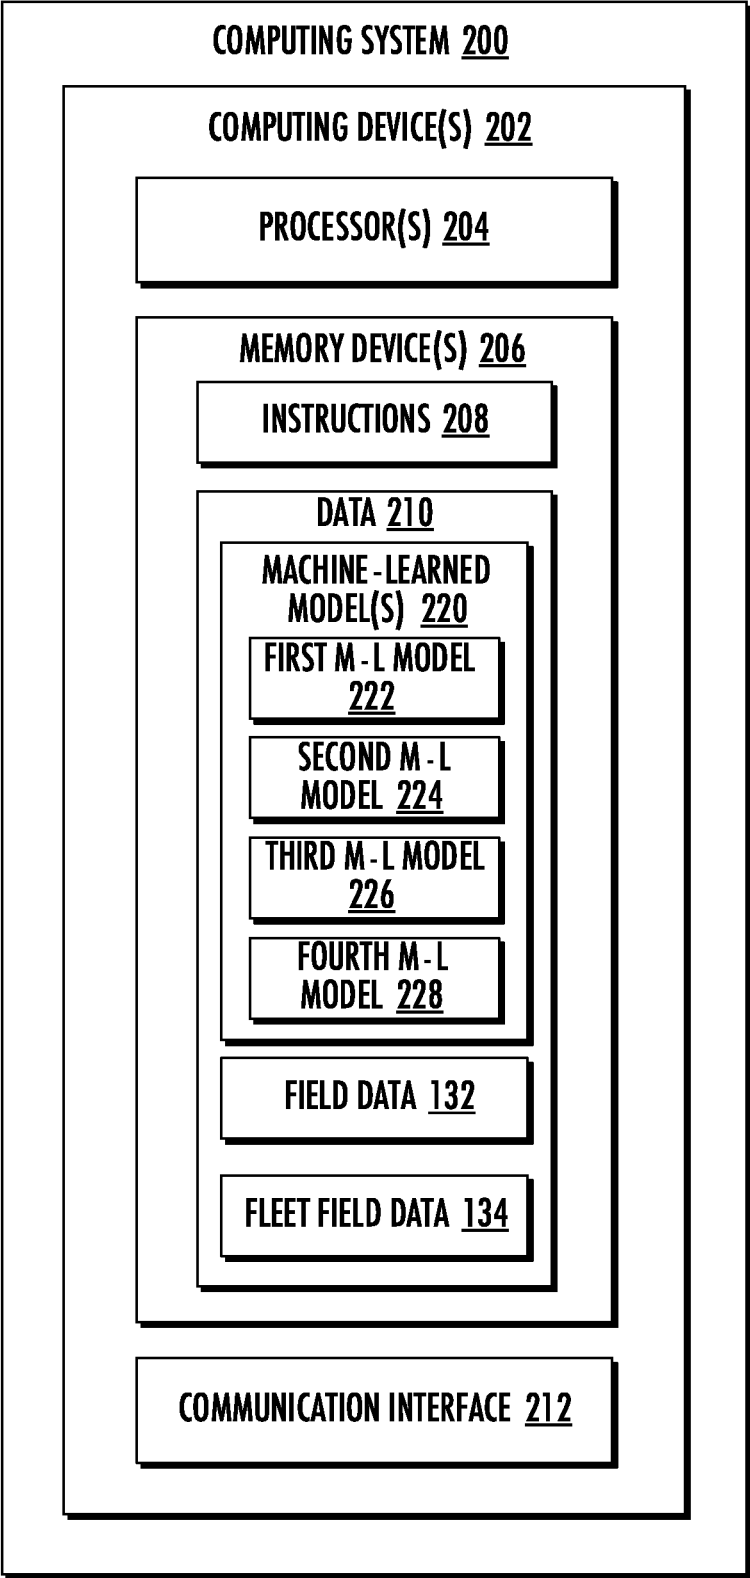 COMPUTING SYSTEM 200
COMPUTING DEVICE(S) 202
PROCESSOR(S) 204
MEMORY DEVICE(S) 206
INSTRUCTIONS 208
DATA 210
MACHINE-LEARNED
MODEL(S) 220
FIRST M-L MODEL
222
SECOND M-L
MODEL 224
THIRD M-L MODEL
226
FOURTH M-L
MODEL 228
FIELD DATA 132
FLEET FIELD DATA 134
COMMUNICATION INTERFACE 212